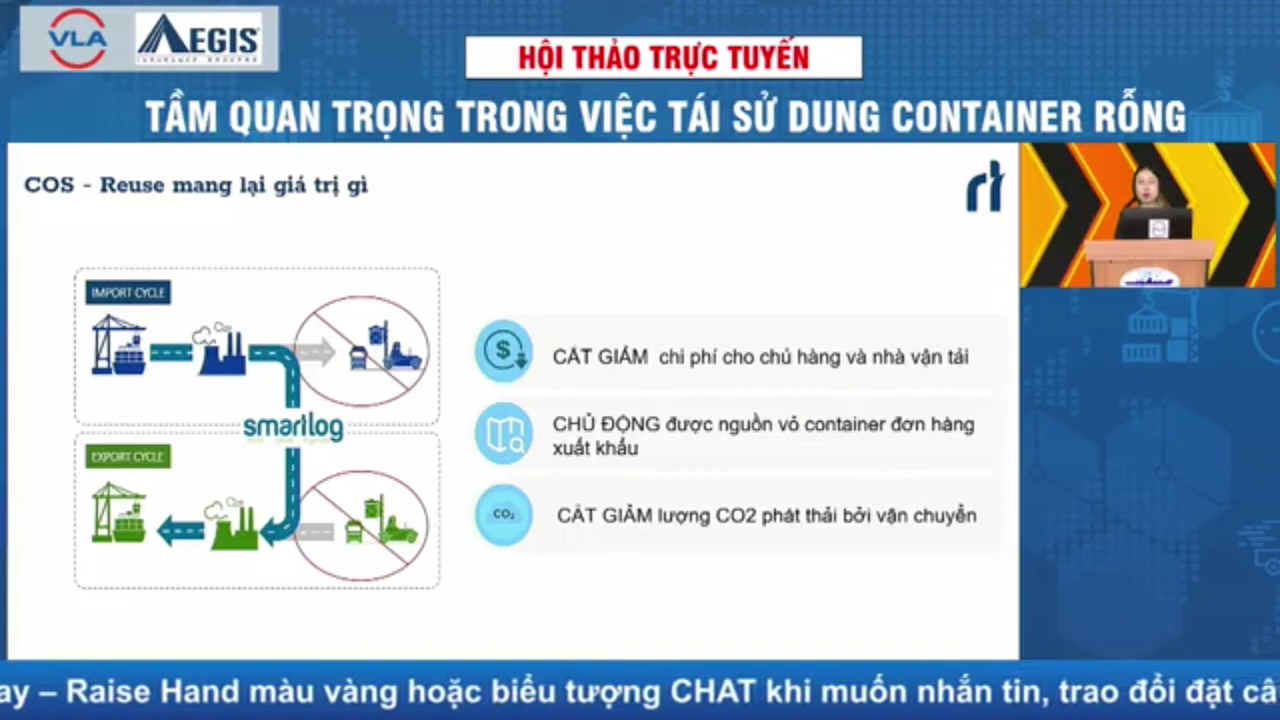 VLA
AEGIS
HỘI THẢO TRỰC TUYẾN
TẦM QUAN TRỌNG TRONG VIỆC TÁI SỬ DUNG CONTAINER RỖNG
COS - Reuse mang lại giá trị gì
IMPORT CYCLE
Co₂
smartlog
EXPORT CYCLE
Co₂
CẮT GIẢM chi phí cho chủ hàng và nhà vận tải
CHỦ ĐỘNG được nguồn vỏ container đơn hàng
xuất khẩu
CO₂
CẮT GIẢM lượng CO2 phát thải bởi vận chuyển
ay – Raise Hand màu vàng hoặc biểu tượng CHAT khi muốn nhắn tin, trao đổi đặt câ